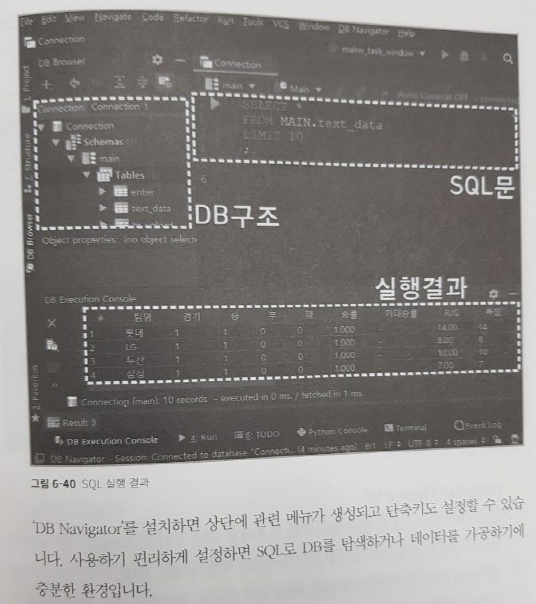 File Edit View Navigate Code Refactor Run Tools VCS Window DB Navigator Help
Connection
make_task_window
DB Browser
Connection
main
Main
Auto-Commit OFF
Connection: Connection 1
Connection
Schemas
main
Tables
enter
text_data
SELECT *
FROM MAIN.text_data
LIMIT 10
;
SQL문
DB구조
1: Project
Structure
DB Browser
2: Favorites
Object properties: (no object selecti
실행결과
DB Execution Console
# 팀명 경기 승 무 패 승률 기대승률 R/G 득점
1 롯데 1 1 0 0 1.000 - 14.00 14
2 LG 1 1 0 0 1.000 - 8.00 8
3 두산 1 1 0 0 1.000 - 10.00 10
4 삼성 1 1 0 0 1.000 - 7.00 7
Connection [main]: 10 records - executed in 0 ms. / fetched in 1 ms.
Result 3
DB Execution Console 4: Run 6: TODO Python Console Terminal Event Log
DB Navigator - Session: Connected to database "Connecti... (4 minutes ago) 6:1 LF UTF-8 4 spaces
그림 6-40 SQL 실행 결과
'DB Navigator'를 설치하면 상단에 관련 메뉴가 생성되고 단축키도 설정할 수 있습
니다. 사용하기 편리하게 설정하면 SQL로 DB를 탐색하거나 데이터를 가공하기에
충분한 환경입니다.